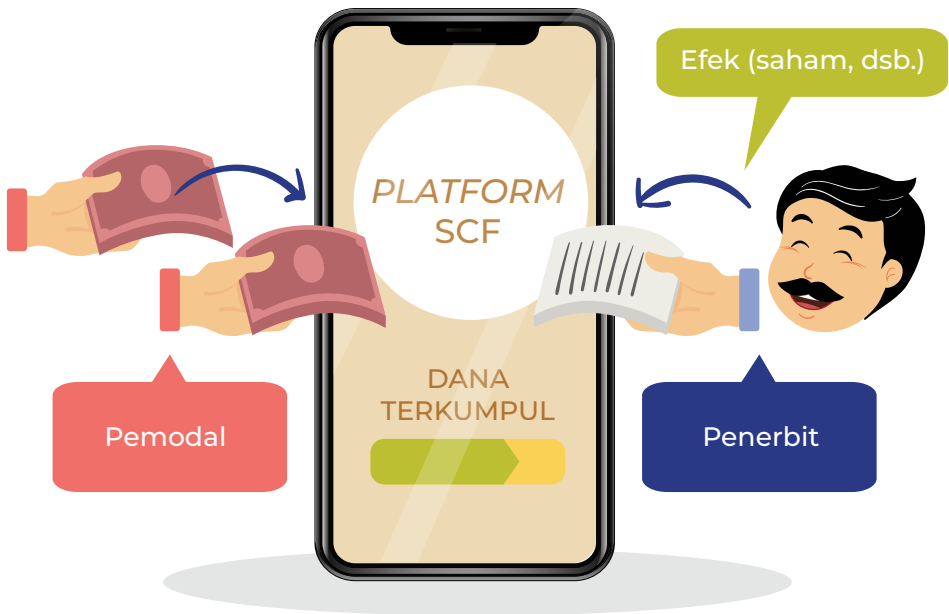 Efek (saham, dsb.)
PLATFORM
SCF
DANA
TERKUMPUL
Pemodal
Penerbit